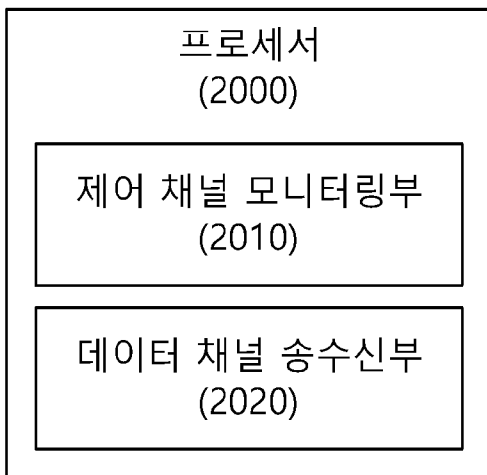 프로세서
(2000)
제어 채널 모니터링부
(2010)
데이터 채널 송수신부
(2020)